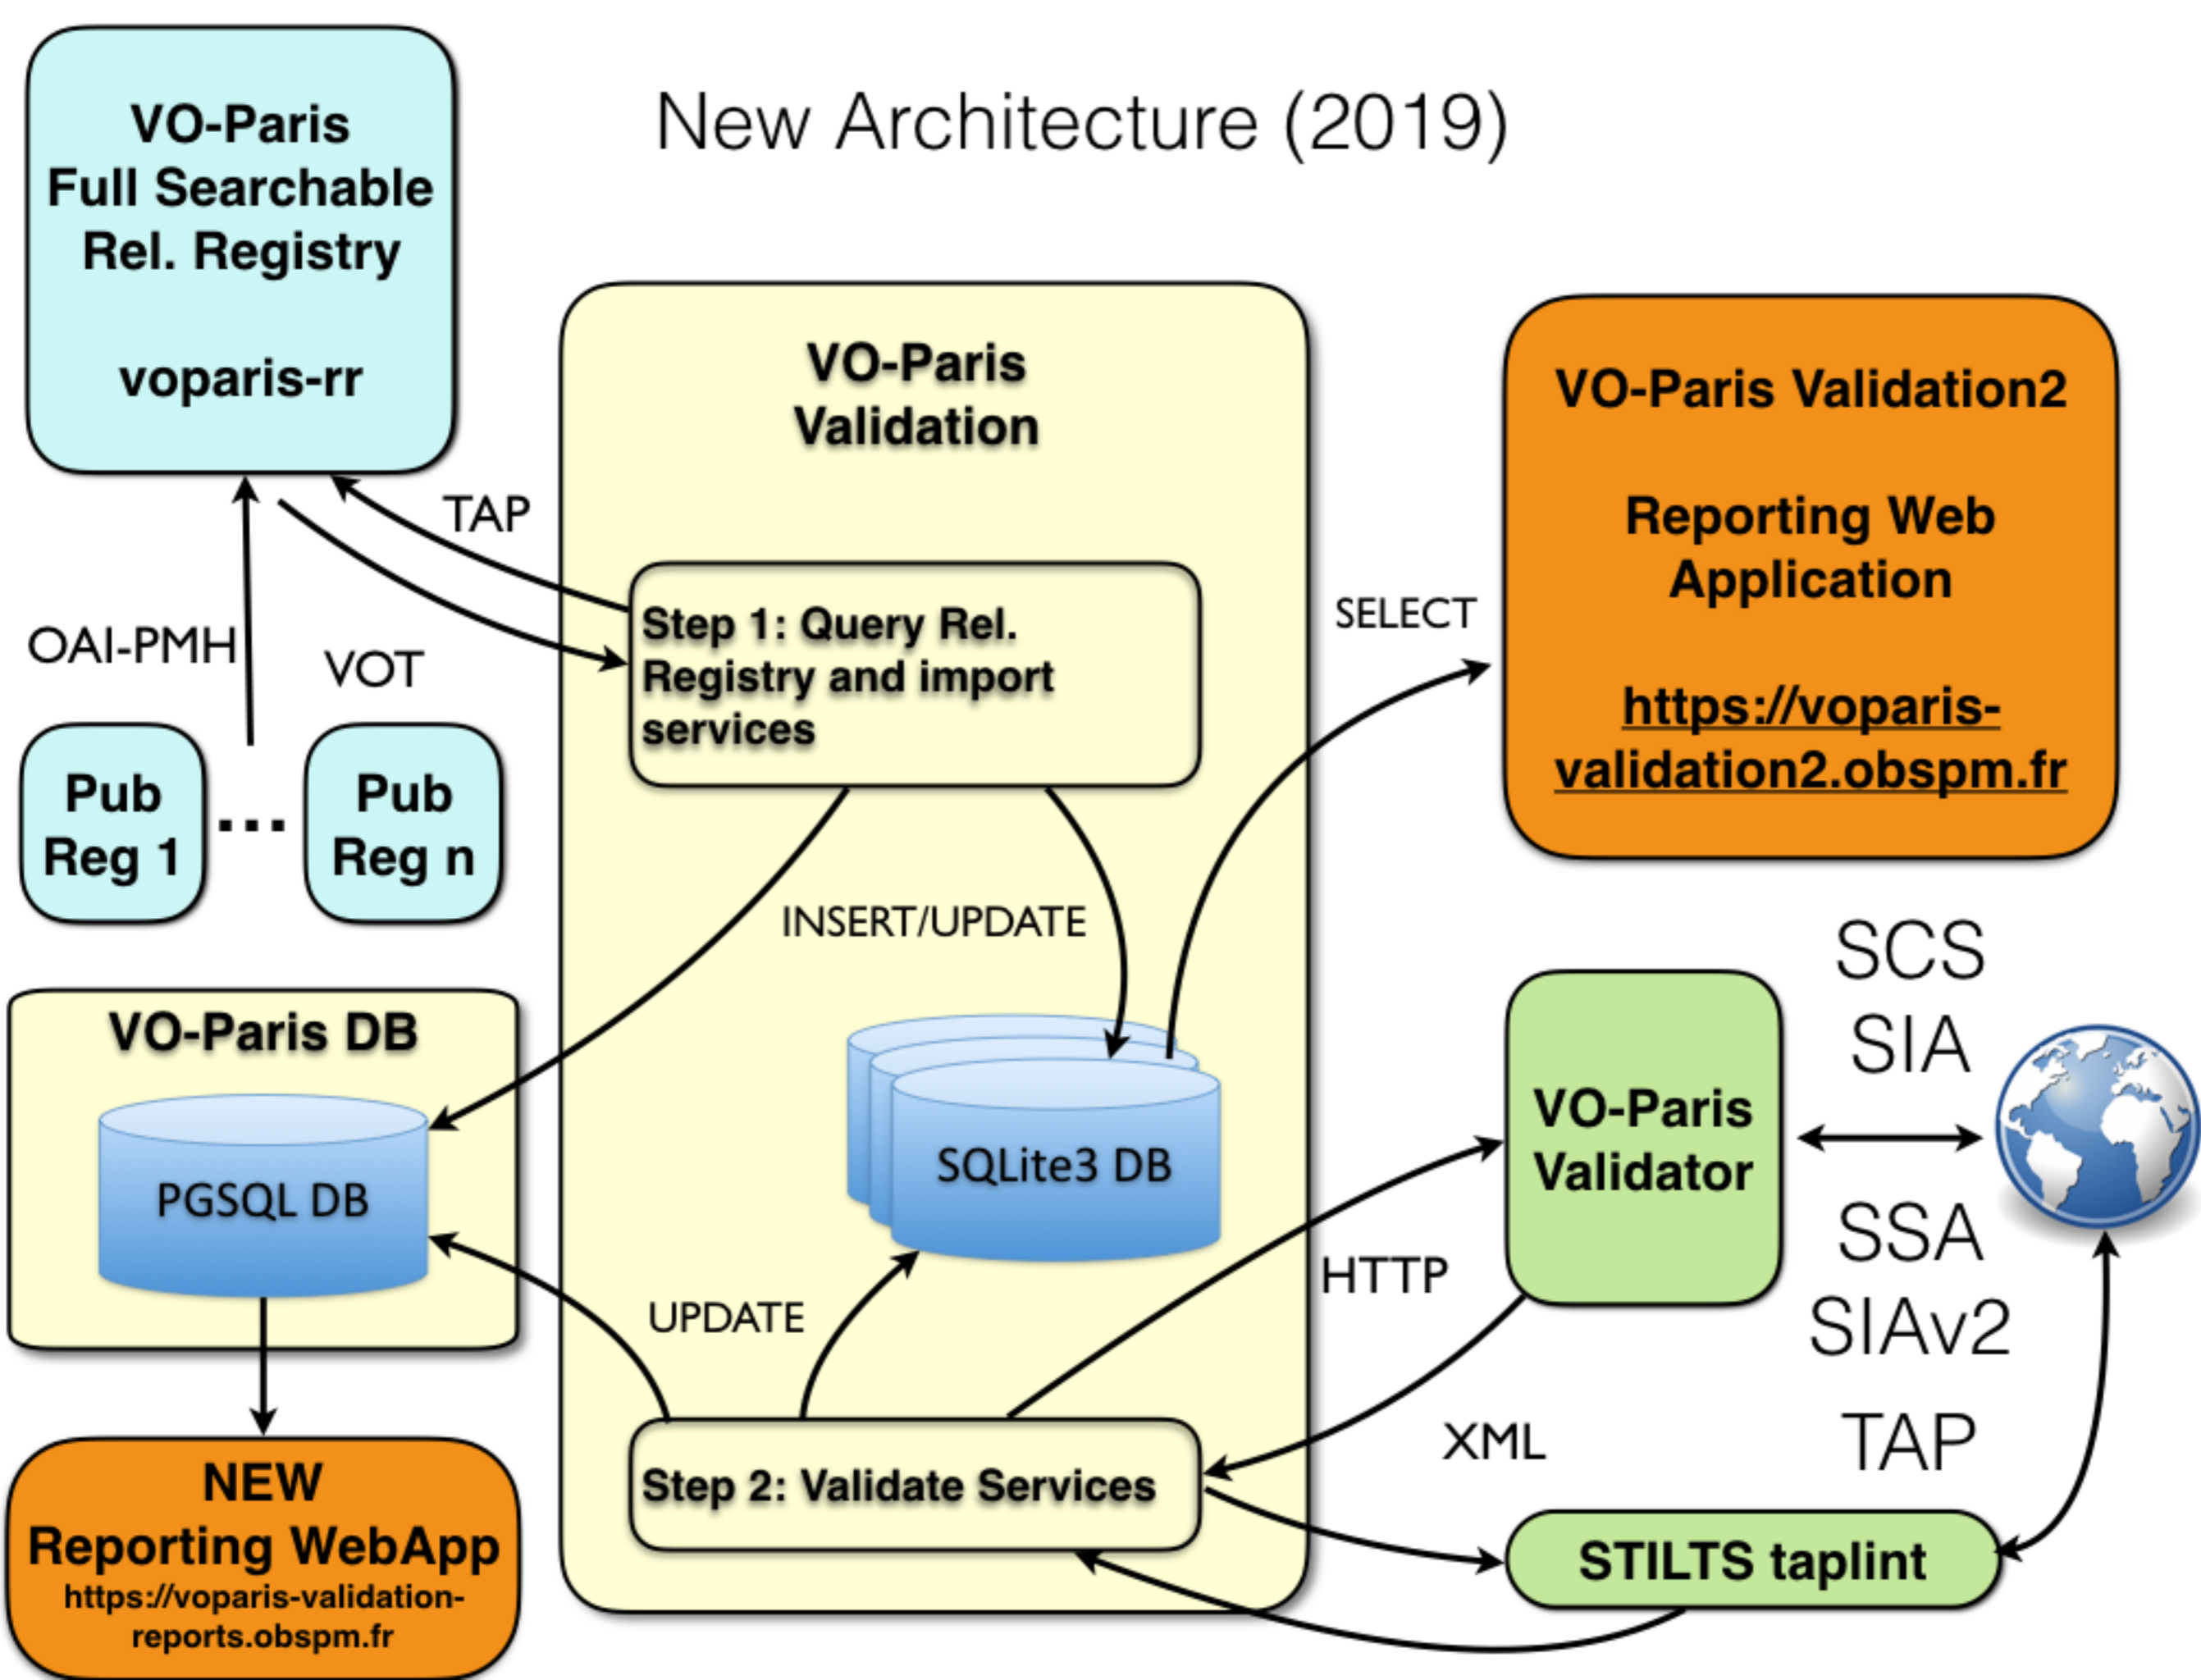 New Architecture (2019)
VO-Paris
Full Searchable
Rel. Registry
voparis-rr
TAP
OAI-PMH
VOT
Pub
Reg 1
...
Pub
Reg n
VO-Paris
Validation
Step 1: Query Rel.
Registry and import
services
INSERT/UPDATE
SELECT
VO-Paris Validation2
Reporting Web
Application
https://voparis-
validation2.obspm.fr
VO-Paris DB
PGSQL DB
SQLite3 DB
UPDATE
Step 2: Validate Services
HTTP
XML
VO-Paris
Validator
SCS
SIA
SSA
SIAv2
TAP
STILTS taplint
NEW
Reporting WebApp
https://voparis-validation-
reports.obspm.fr